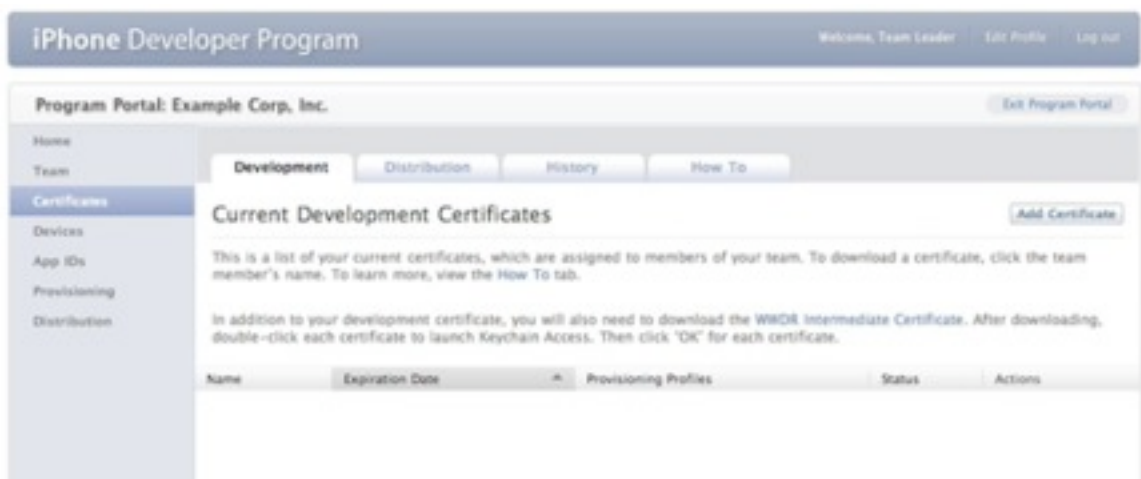 iPhone Developer Program
Welcome, Team Leader Edit Profile Log out
Program Portal: Example Corp, Inc.
Exit Program Portal
Home
Team
Certificates
Devices
App IDs
Provisioning
Distribution
Development Distribution History How To
Current Development Certificates
Add Certificate
This is a list of your current certificates, which are assigned to members of your team. To download a certificate, click the team
member's name. To learn more, view the How To tab.
In addition to your development certificate, you will also need to download the WWDR Intermediate Certificate. After downloading,
double-click each certificate to launch Keychain Access. Then click "OK" for each certificate.
Name Expiration Date Provisioning Profiles Status Actions